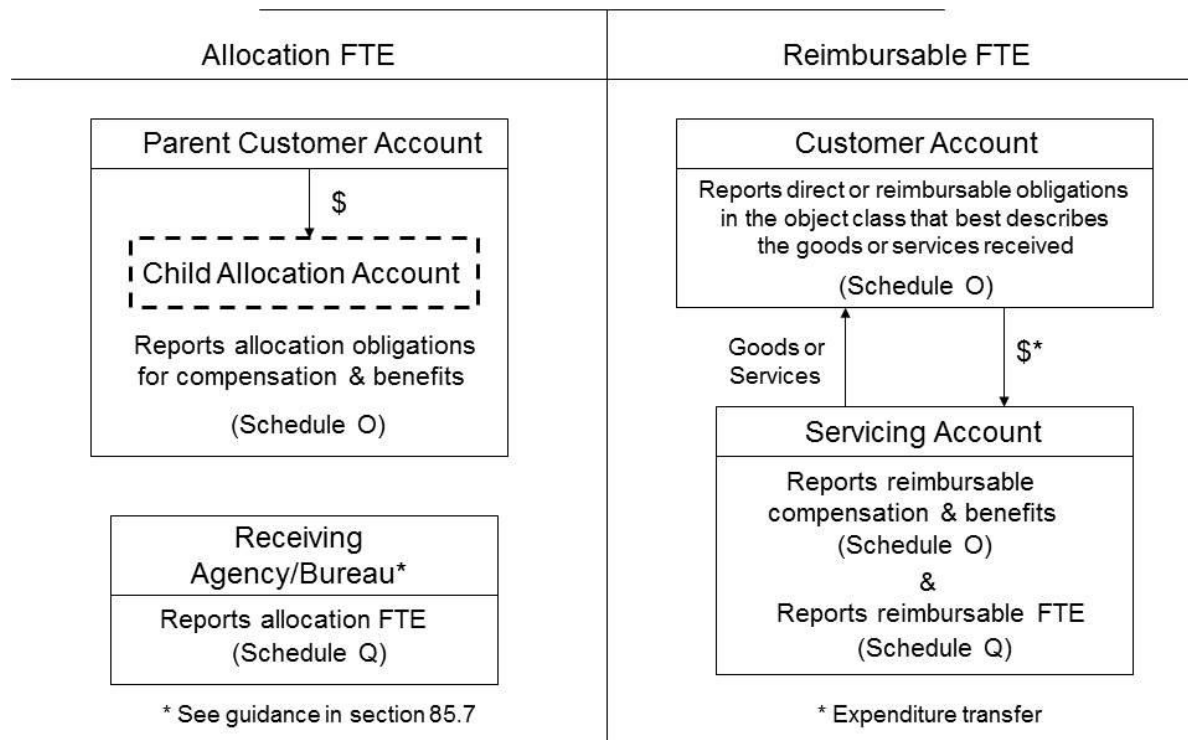 Allocation FTE
Parent Customer Account
$
Child Allocation Account
Reports allocation obligations
for compensation & benefits
(Schedule O)
Receiving
Agency/Bureau*
Reports allocation FTE
(Schedule Q)
* See guidance in section 85.7
Reimbursable FTE
Customer Account
Reports direct or reimbursable obligations
in the object class that best describes
the goods or services received
(Schedule O)
Goods or
Services
$*
Servicing Account
Reports reimbursable
compensation & benefits
(Schedule O)
&
Reports reimbursable FTE
(Schedule Q)
* Expenditure transfer